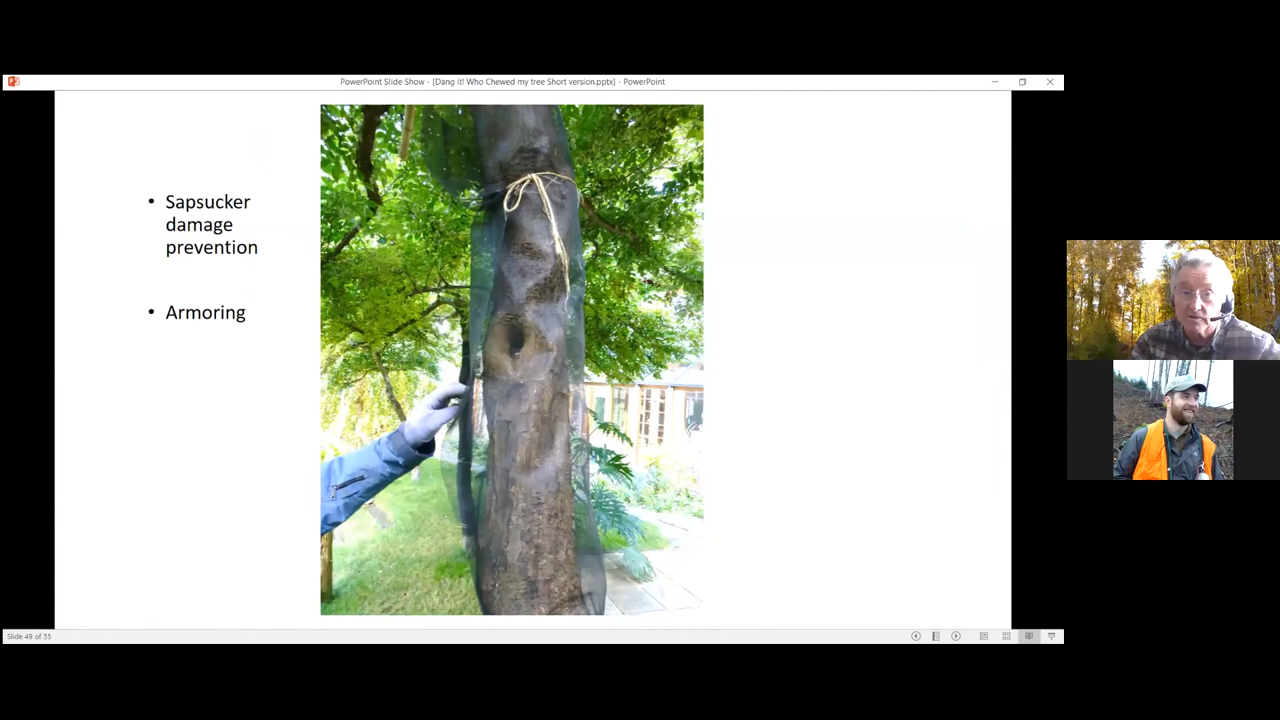 PowerPoint Slide Show - [Dang it! Who Chewed my tree Short version.pptx] - PowerPoint
• Sapsucker
damage
prevention
• Armoring
Slide 49 of 55